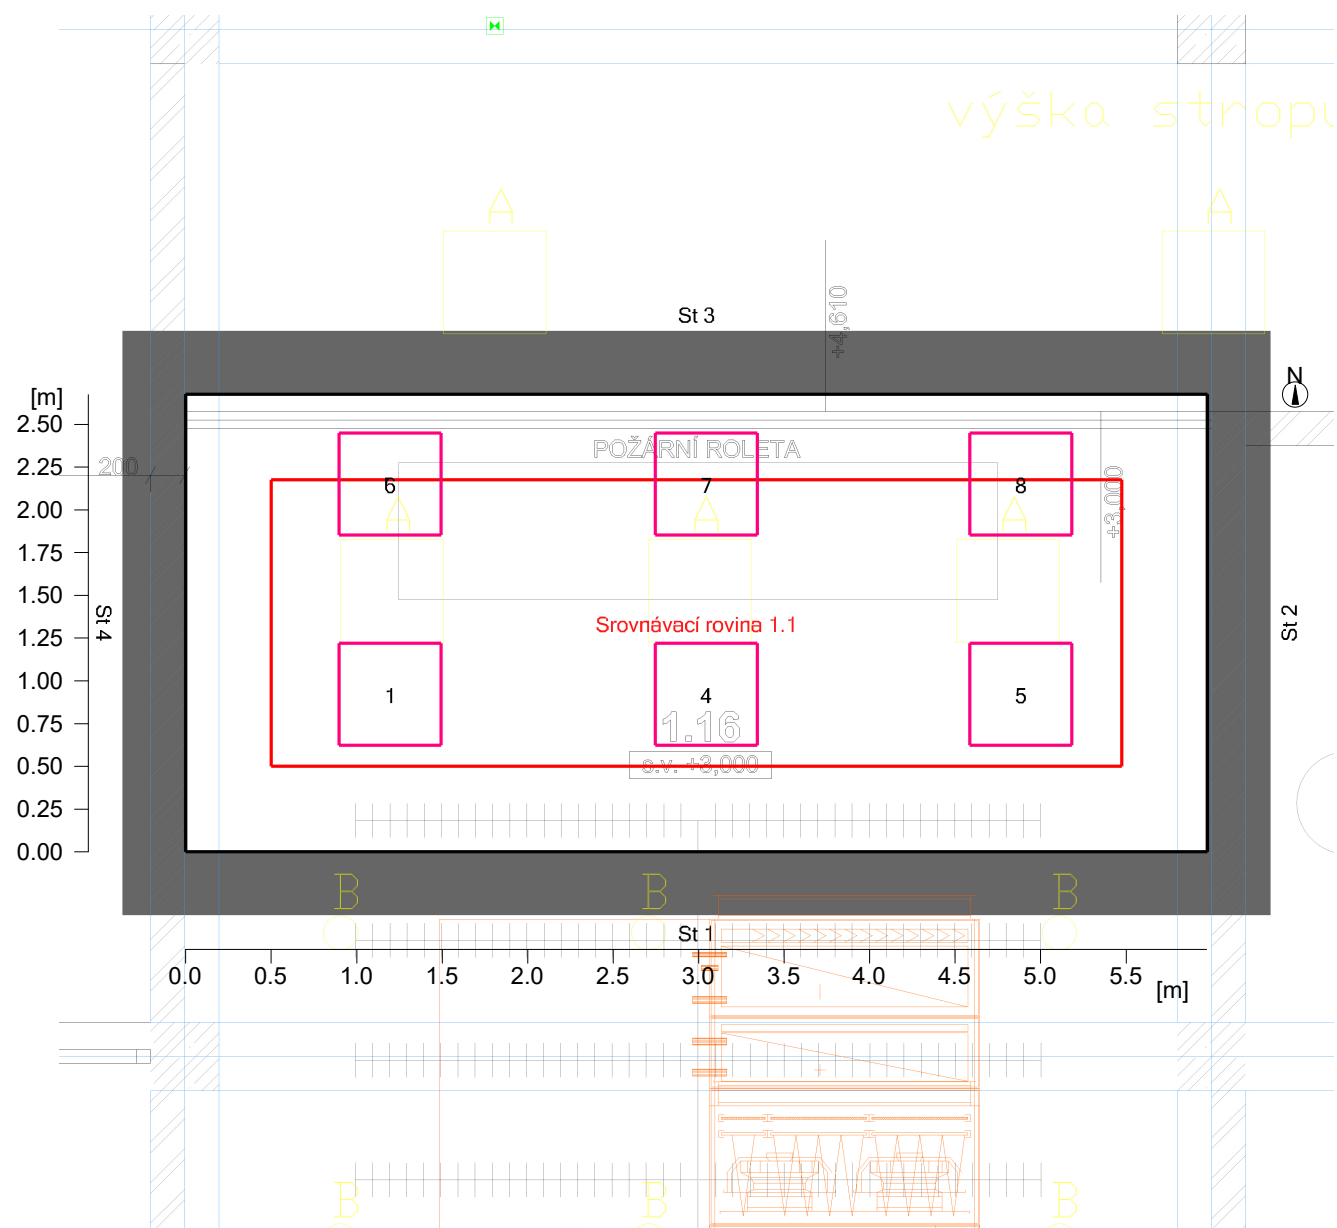 výška stropu
A
A
+4,610
St 3
N
[m]
2.50
2.25
2.00
1.75
1.50
1.25
1.00
0.75
0.50
0.25
0.00
200
POŽÁRNÍ ROLETA
6
7
8
A
A
A
+3,000
St 4
St 2
Srovnávací rovina 1.1
1
4
5
1.16
s.v. +3,000
B
B
B
St 1
0.0 0.5 1.0 1.5 2.0 2.5 3.0 3.5 4.0 4.5 5.0 5.5
[m]
B
B
B